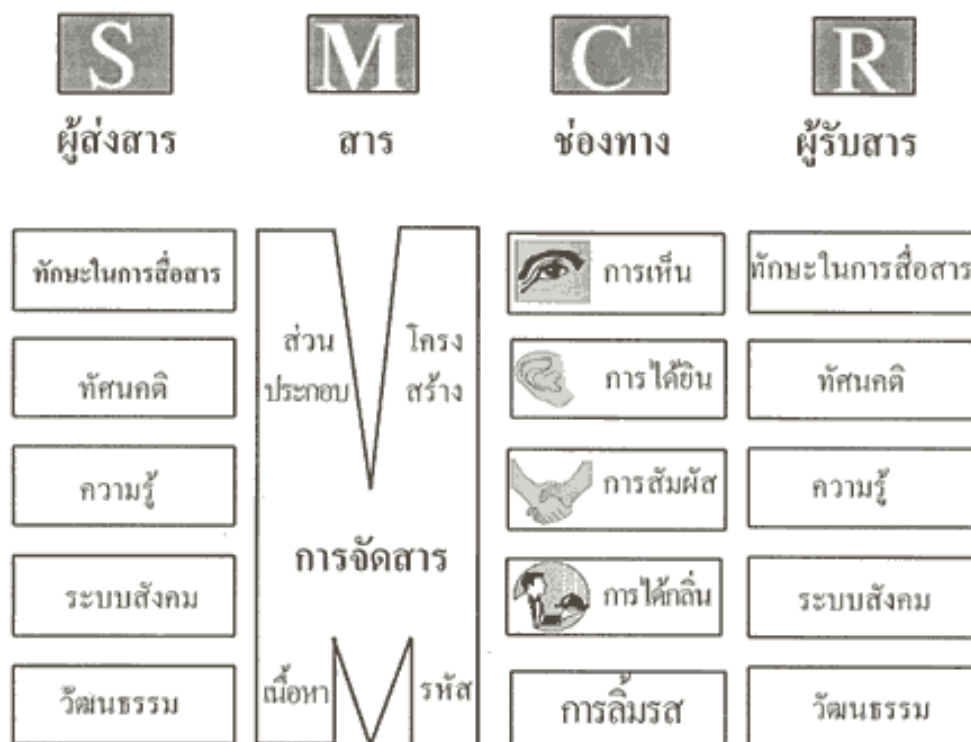 S M C R
ผู้ส่งสาร สาร ช่องทาง ผู้รับสาร
ทักษะในการสื่อสาร
ทัศนคติ
ความรู้
ระบบสังคม
วัฒนธรรม
ส่วน
ประกอบ
โครง
สร้าง
การจัดสาร
เนื้อหา
รหัส
การเห็น
การได้ยิน
การสัมผัส
การได้กลิ่น
การลิ้มรส
ทักษะในการสื่อสาร
ทัศนคติ
ความรู้
ระบบสังคม
วัฒนธรรม